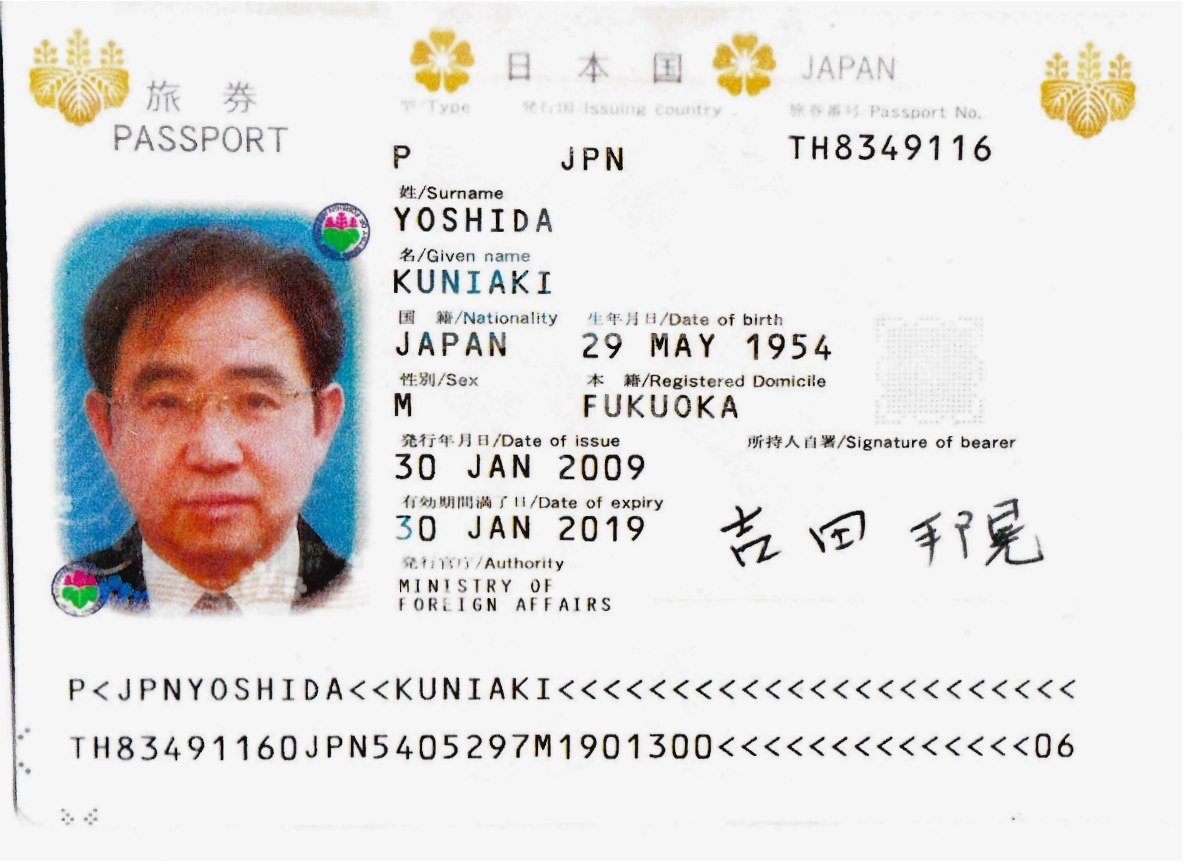 旅 券
PASSPORT
日 本 国 JAPAN
型/Type 発行国/Issuing country 旅券番号/Passport No.
P JPN TH8349116
姓/Surname
YOSHIDA
名/Given name
KUNIAKI
国 籍/Nationality 生年月日/Date of birth
JAPAN 29 MAY 1954
性別/Sex 本 籍/Registered Domicile
M FUKUOKA
発行年月日/Date of issue 所持人自署/Signature of bearer
30 JAN 2009
有効期間満了日/Date of expiry
30 JAN 2019
吉田 邦晃
発行官庁/Authority
MINISTRY OF
FOREIGN AFFAIRS
P<JPNYOSHIDA<<KUNIAKI<<<<<<<<<<<<<<<<<<<<<<<
TH83491160JPN5405297M1901300<<<<<<<<<<<<<<06